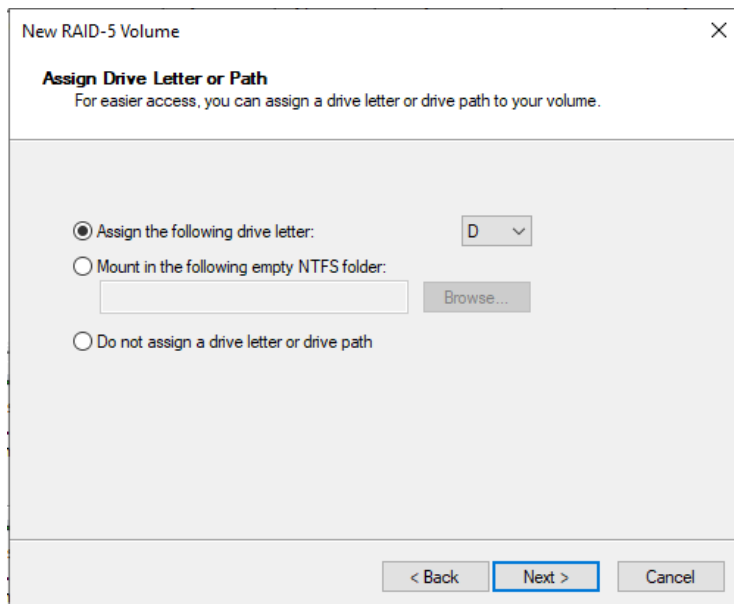 New RAID-5 Volume
Assign Drive Letter or Path
For easier access, you can assign a drive letter or drive path to your volume.
Assign the following drive letter:
D
Mount in the following empty NTFS folder:
Browse...
Do not assign a drive letter or drive path
< Back
Next >
Cancel